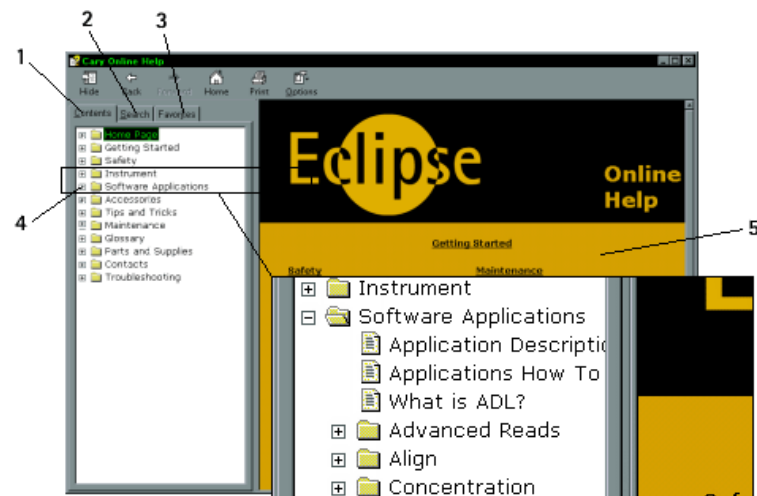 2
3
1
Cary Online Help
Hide Back Forward Home Print Options
Contents Search Favorites
Home Page
Getting Started
Safety
Instrument
Software Applications
Accessories
Tips and Tricks
Maintenance
Glossary
Parts and Supplies
Contacts
Troubleshooting
4
Eclipse
Online
Help
5
Getting Started
Safety
Maintenance
Instrument
Software Applications
Application Descriptio
Applications How To
What is ADL?
Advanced Reads
Align
Concentration